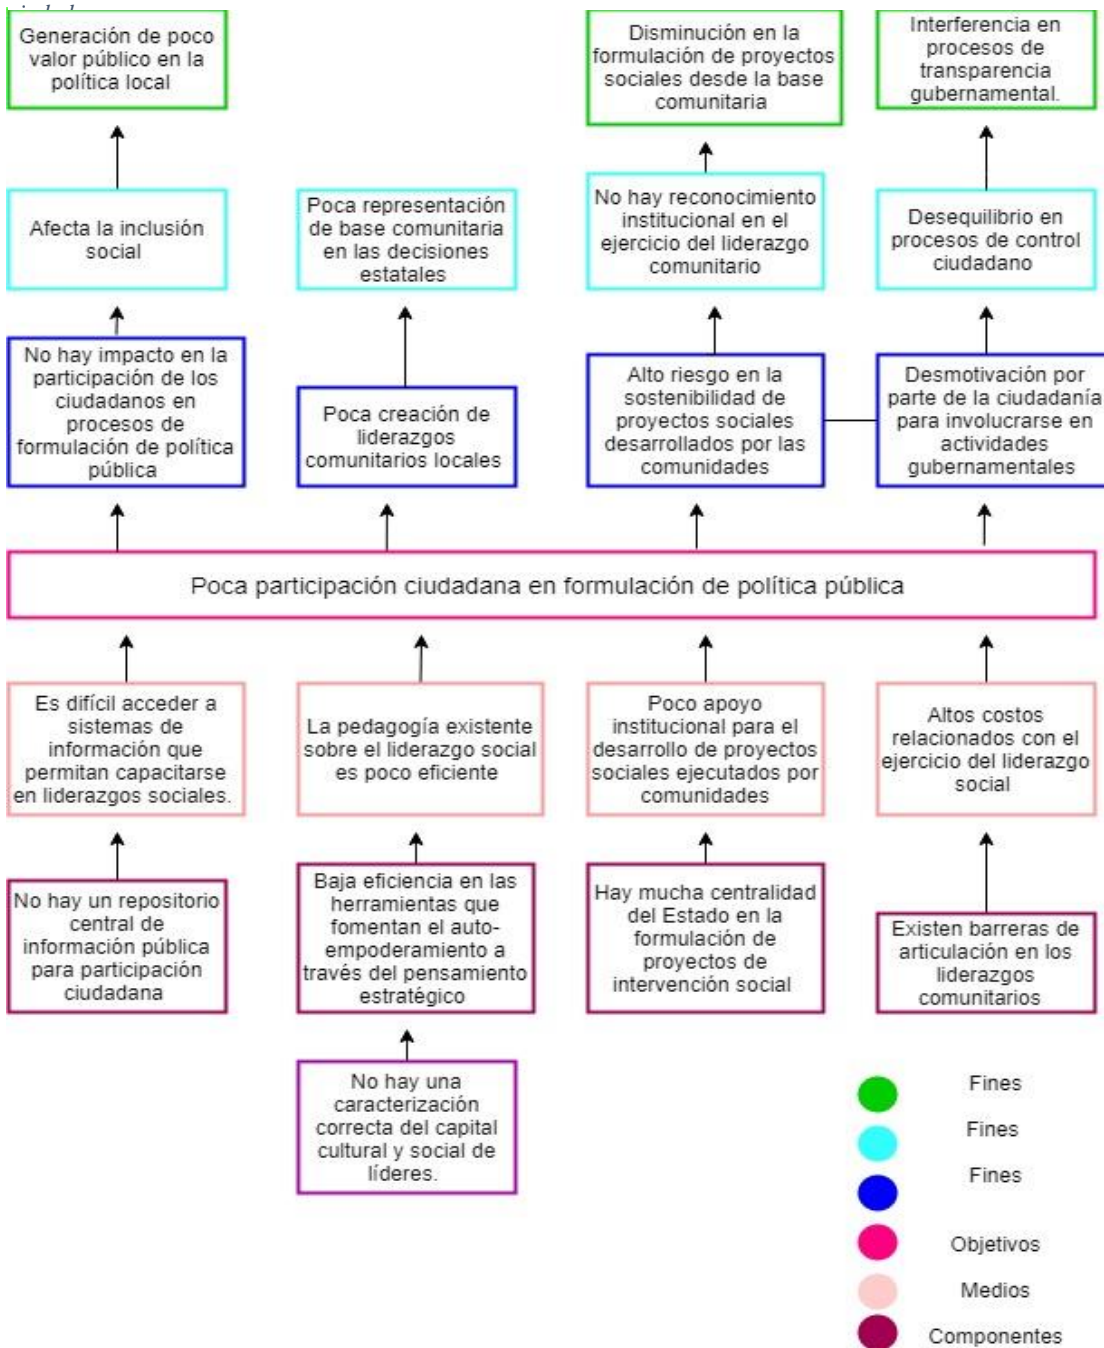 Generación de poco
valor público en la
política local
Disminución en la
formulación de proyectos
sociales desde la base
comunitaria
Interferencia en
procesos de
transparencia
gubernamental.
Afecta la inclusión
social
Poca representación
de base comunitaria
en las decisiones
estatales
No hay reconocimiento
institucional en el
ejercicio del liderazgo
comunitario
Desequilibrio en
procesos de control
ciudadano
No hay impacto en la
participación de los
ciudadanos en
procesos de
formulación de política
pública
Poca creación de
liderazgos
comunitarios locales
Alto riesgo en la
sostenibilidad de
proyectos sociales
desarrollados por las
comunidades
Desmotivación por
parte de la ciudadanía
para involucrarse en
actividades
gubernamentales
Poca participación ciudadana en formulación de política pública
Es difícil acceder a
sistemas de
información que
permitan capacitarse
en liderazgos sociales.
La pedagogía existente
sobre el liderazgo social
es poco eficiente
Poco apoyo
institucional para el
desarrollo de proyectos
sociales ejecutados por
comunidades
Altos costos
relacionados con el
ejercicio del liderazgo
social
No hay un repositorio
central de
información pública
para participación
ciudadana
Baja eficiencia en las
herramientas que
fomentan el auto-
empoderamiento a
través del pensamiento
estratégico
Hay mucha centralidad
del Estado en la
formulación de
proyectos de
intervención social
Existen barreras de
articulación en los
liderazgos
comunitarios
No hay una
caracterización
correcta del capital
cultural y social de
líderes.
Fines
Fines
Fines
Objetivos
Medios
Componentes